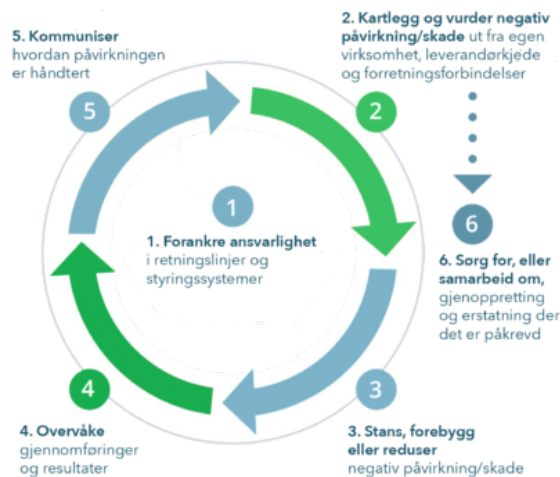 1
1. Forankre ansvarlighet
i retningslinjer og
styringssystemer
2. Kartlegg og vurder negativ
påvirkning/skade ut fra egen
virksomhet, leverandørkjede
og forretningsforbindelser
2
3
3. Stans, forebygg
eller reduser
negativ påvirkning/skade
4
4. Overvåke
gjennomføringer
og resultater
5. Kommuniser
hvordan påvirkningen
er håndtert
5
6
6. Sørg for, eller
samarbeid om,
gjenoppretting
og erstatning der
det er påkrevd